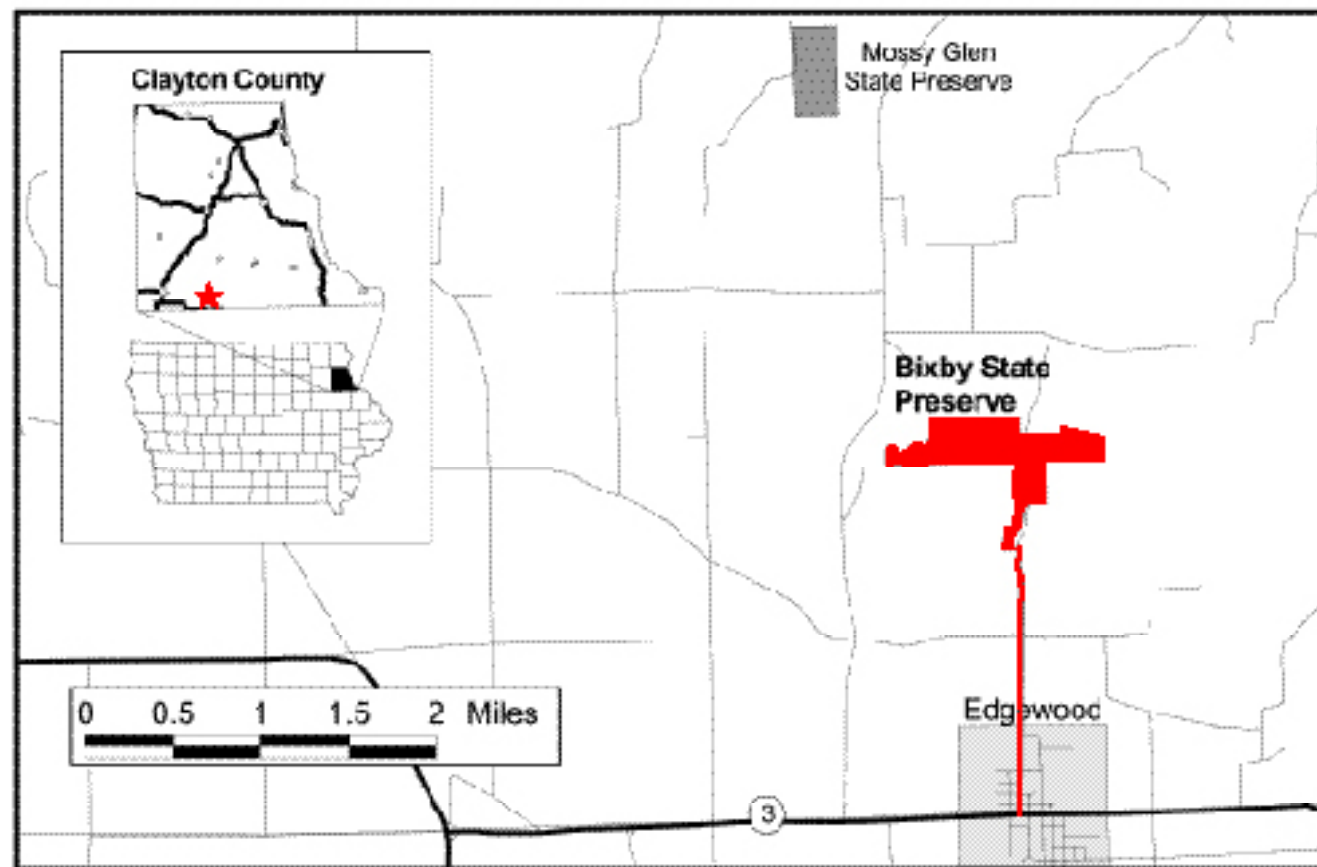 Clayton County
Mossy Glen
State Preserve
Bixby State
Preserve
Edgewood
0 0.5 1 1.5 2 Miles
3